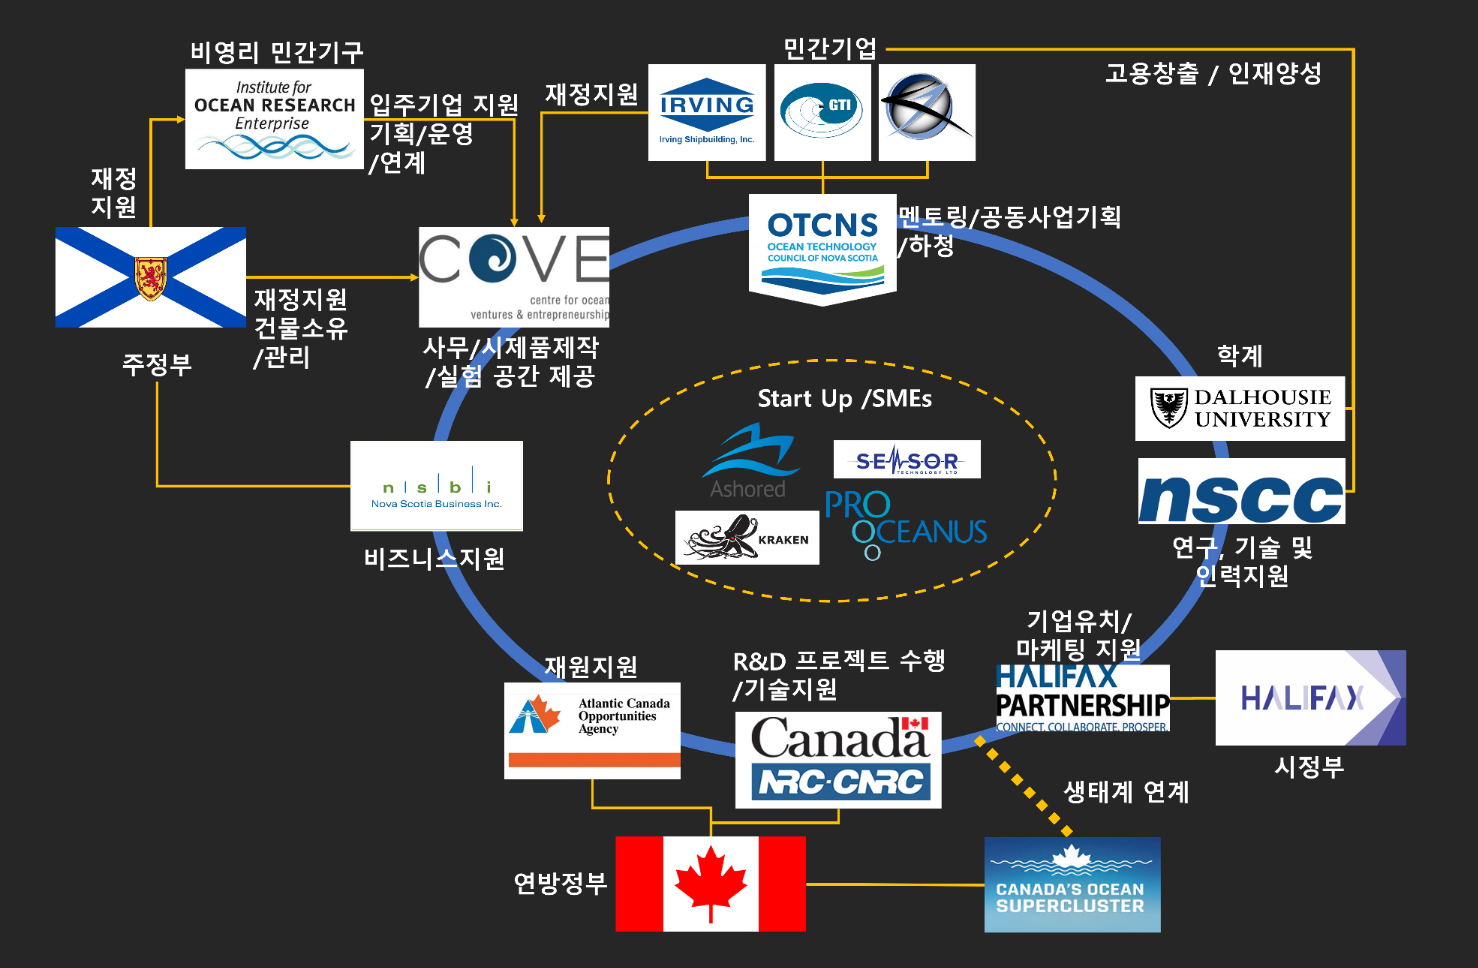 비영리 민간기구
Institute for
OCEAN RESEARCH
Enterprise
입주기업 지원
기획/운영
/연계
재정지원
민간기업
IRVING
Irving Shipbuilding, Inc.
GTI
고용창출 / 인재양성
재정
지원
COVE
centre for ocean
ventures & entrepreneurship
재정지원
건물소유
/관리
주정부
사무/시제품제작
/실험 공간 제공
OTCNS
OCEAN TECHNOLOGY
COUNCIL OF NOVA SCOTIA
멘토링/공동사업기획
/하청
학계
DALHOUSIE
UNIVERSITY
nscc
연구, 기술 및
인력지원
Start Up /SMEs
Ashored
SENSOR
TECHNOLOGY LTD
KRAKEN
PRO
OCEANUS
nsbi
Nova Scotia Business Inc.
비즈니스지원
재원지원
Atlantic Canada
Opportunities
Agency
R&D 프로젝트 수행
/기술지원
Canada
NRC·CNRC
기업유치/
마케팅 지원
HALIFAX
PARTNERSHIP
CONNECT. COLLABORATE. PROSPER.
HALIFAX
시정부
생태계 연계
연방정부
CANADA'S OCEAN
SUPERCLUSTER